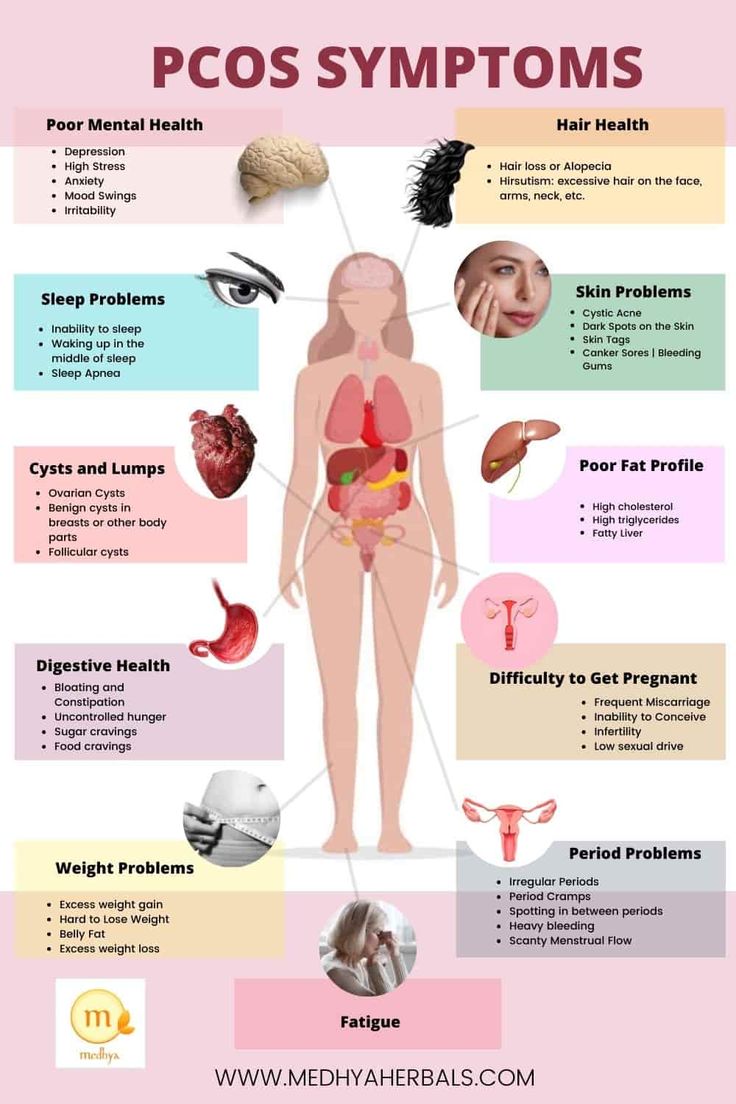 PCOS SYMPTOMS
Poor Mental Health
• Depression
• High Stress
• Anxiety
• Mood Swings
• Irritability
Hair Health
• Hair loss or Alopecia
• Hirsutism: excessive hair on the face,
arms, neck, etc.
Sleep Problems
• Inability to sleep
• Waking up in the
middle of sleep
• Sleep Apnea
Skin Problems
• Cystic Acne
• Dark Spots on the Skin
• Skin Tags
• Canker Sores | Bleeding
Gums
Cysts and Lumps
• Ovarian Cysts
• Benign cysts in
breasts or other body
parts
• Follicular cysts
Poor Fat Profile
• High cholesterol
• High triglycerides
• Fatty Liver
Digestive Health
• Bloating and
Constipation
• Uncontrolled hunger
• Sugar cravings
• Food cravings
Difficulty to Get Pregnant
• Frequent Miscarriage
• Inability to Conceive
• Infertility
• Low sexual drive
Weight Problems
• Excess weight gain
• Hard to Lose Weight
• Belly Fat
• Excess weight loss
Period Problems
• Irregular Periods
• Period Cramps
• Spotting in between periods
• Heavy bleeding
• Scanty Menstrual Flow
Fatigue
m
medhya
WWW.MEDHYAHERBALS.COM